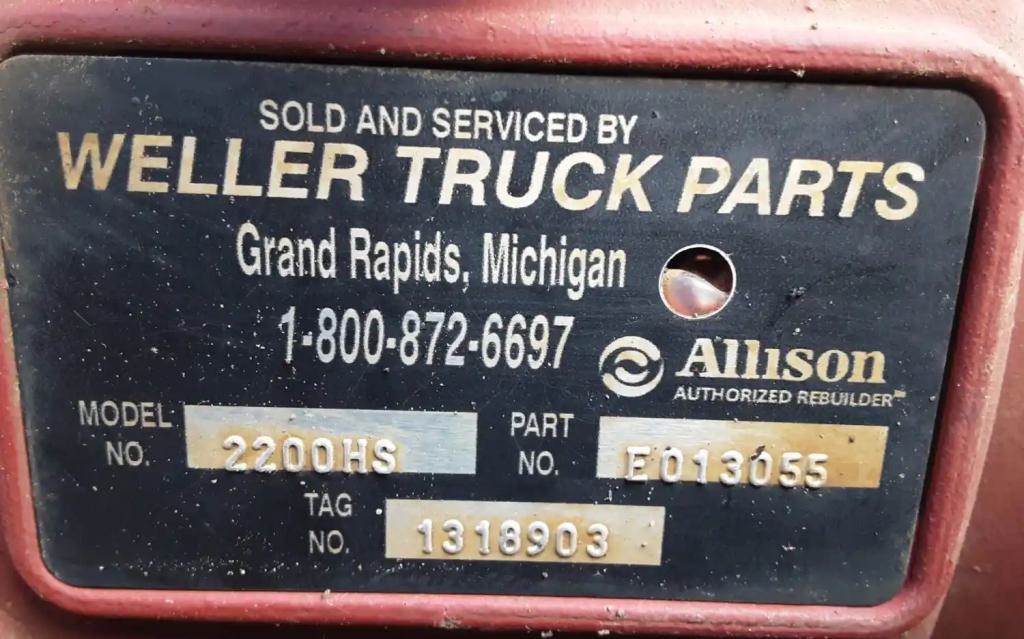 SOLD AND SERVICED BY
WELLER TRUCK PARTS
Grand Rapids, Michigan
1-800-872-6697
Allison
AUTHORIZED REBUILDER™
MODEL NO. 2200HS
PART NO. E013055
TAG NO. 1318903